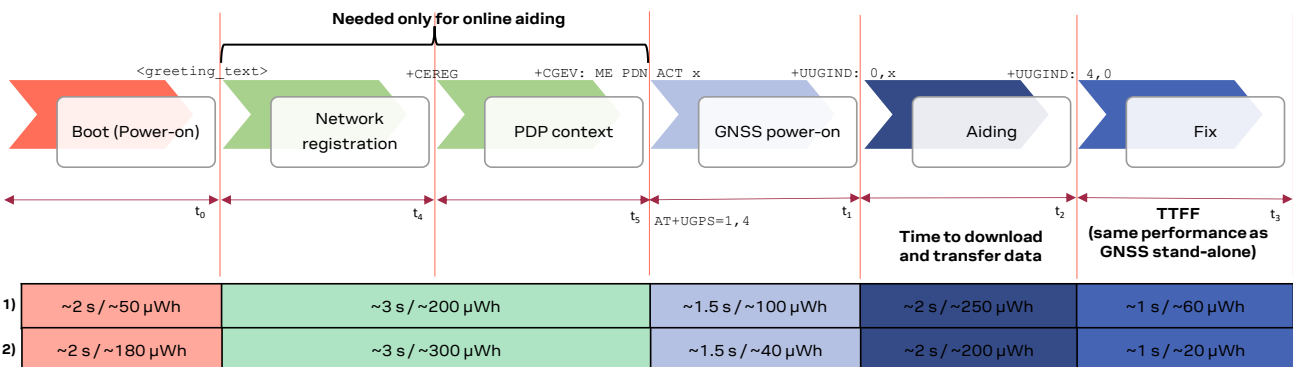 Needed only for online aiding
<greeting_text>
+CEREG
+CGEV: ME PDN ACT x
+UUGIND: 0,x
+UUGIND: 4,0
Boot (Power-on)
Network
registration
PDP context
GNSS power-on
Aiding
Fix
t0
t4
t5
t1
t2
t3
AT+UGPS=1,4
Time to download
and transfer data
TTFF
(same performance as
GNSS stand-alone)
1)
~2 s / ~50 µWh
~3 s / ~200 µWh
~1.5 s / ~100 µWh
~2 s / ~250 µWh
~1 s / ~60 µWh
2)
~2 s / ~180 µWh
~3 s / ~300 µWh
~1.5 s / ~40 µWh
~2 s / ~200 µWh
~1 s / ~20 µWh